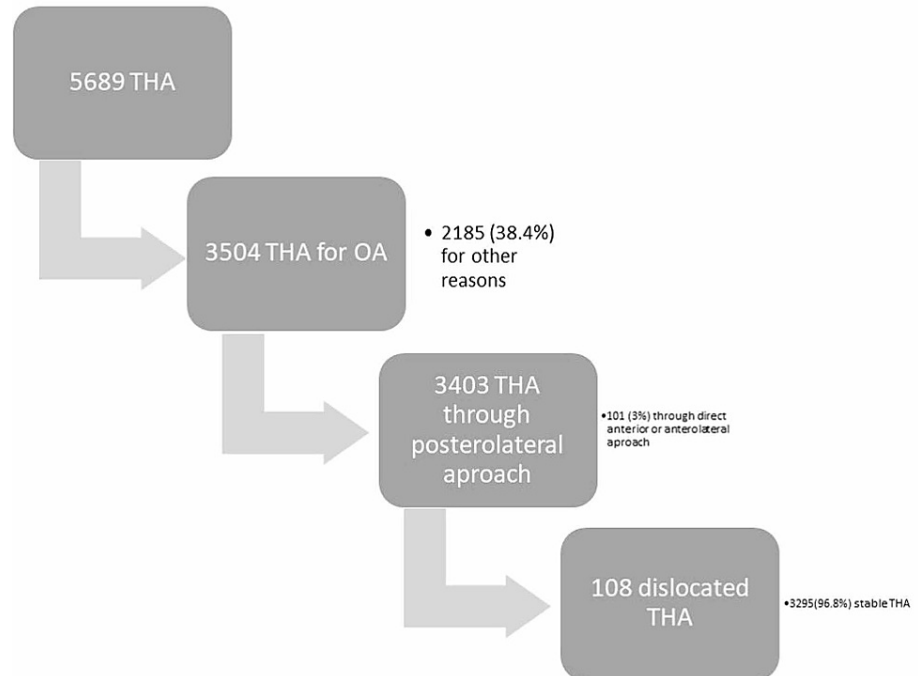 5689 THA
3504 THA for OA
• 2185 (38.4%)
for other
reasons
3403 THA
through
posterolateral
aproach
•101 (3%) through direct
anterior or anterolateral
aproach
108 dislocated
THA
•3295(96.8%) stable THA